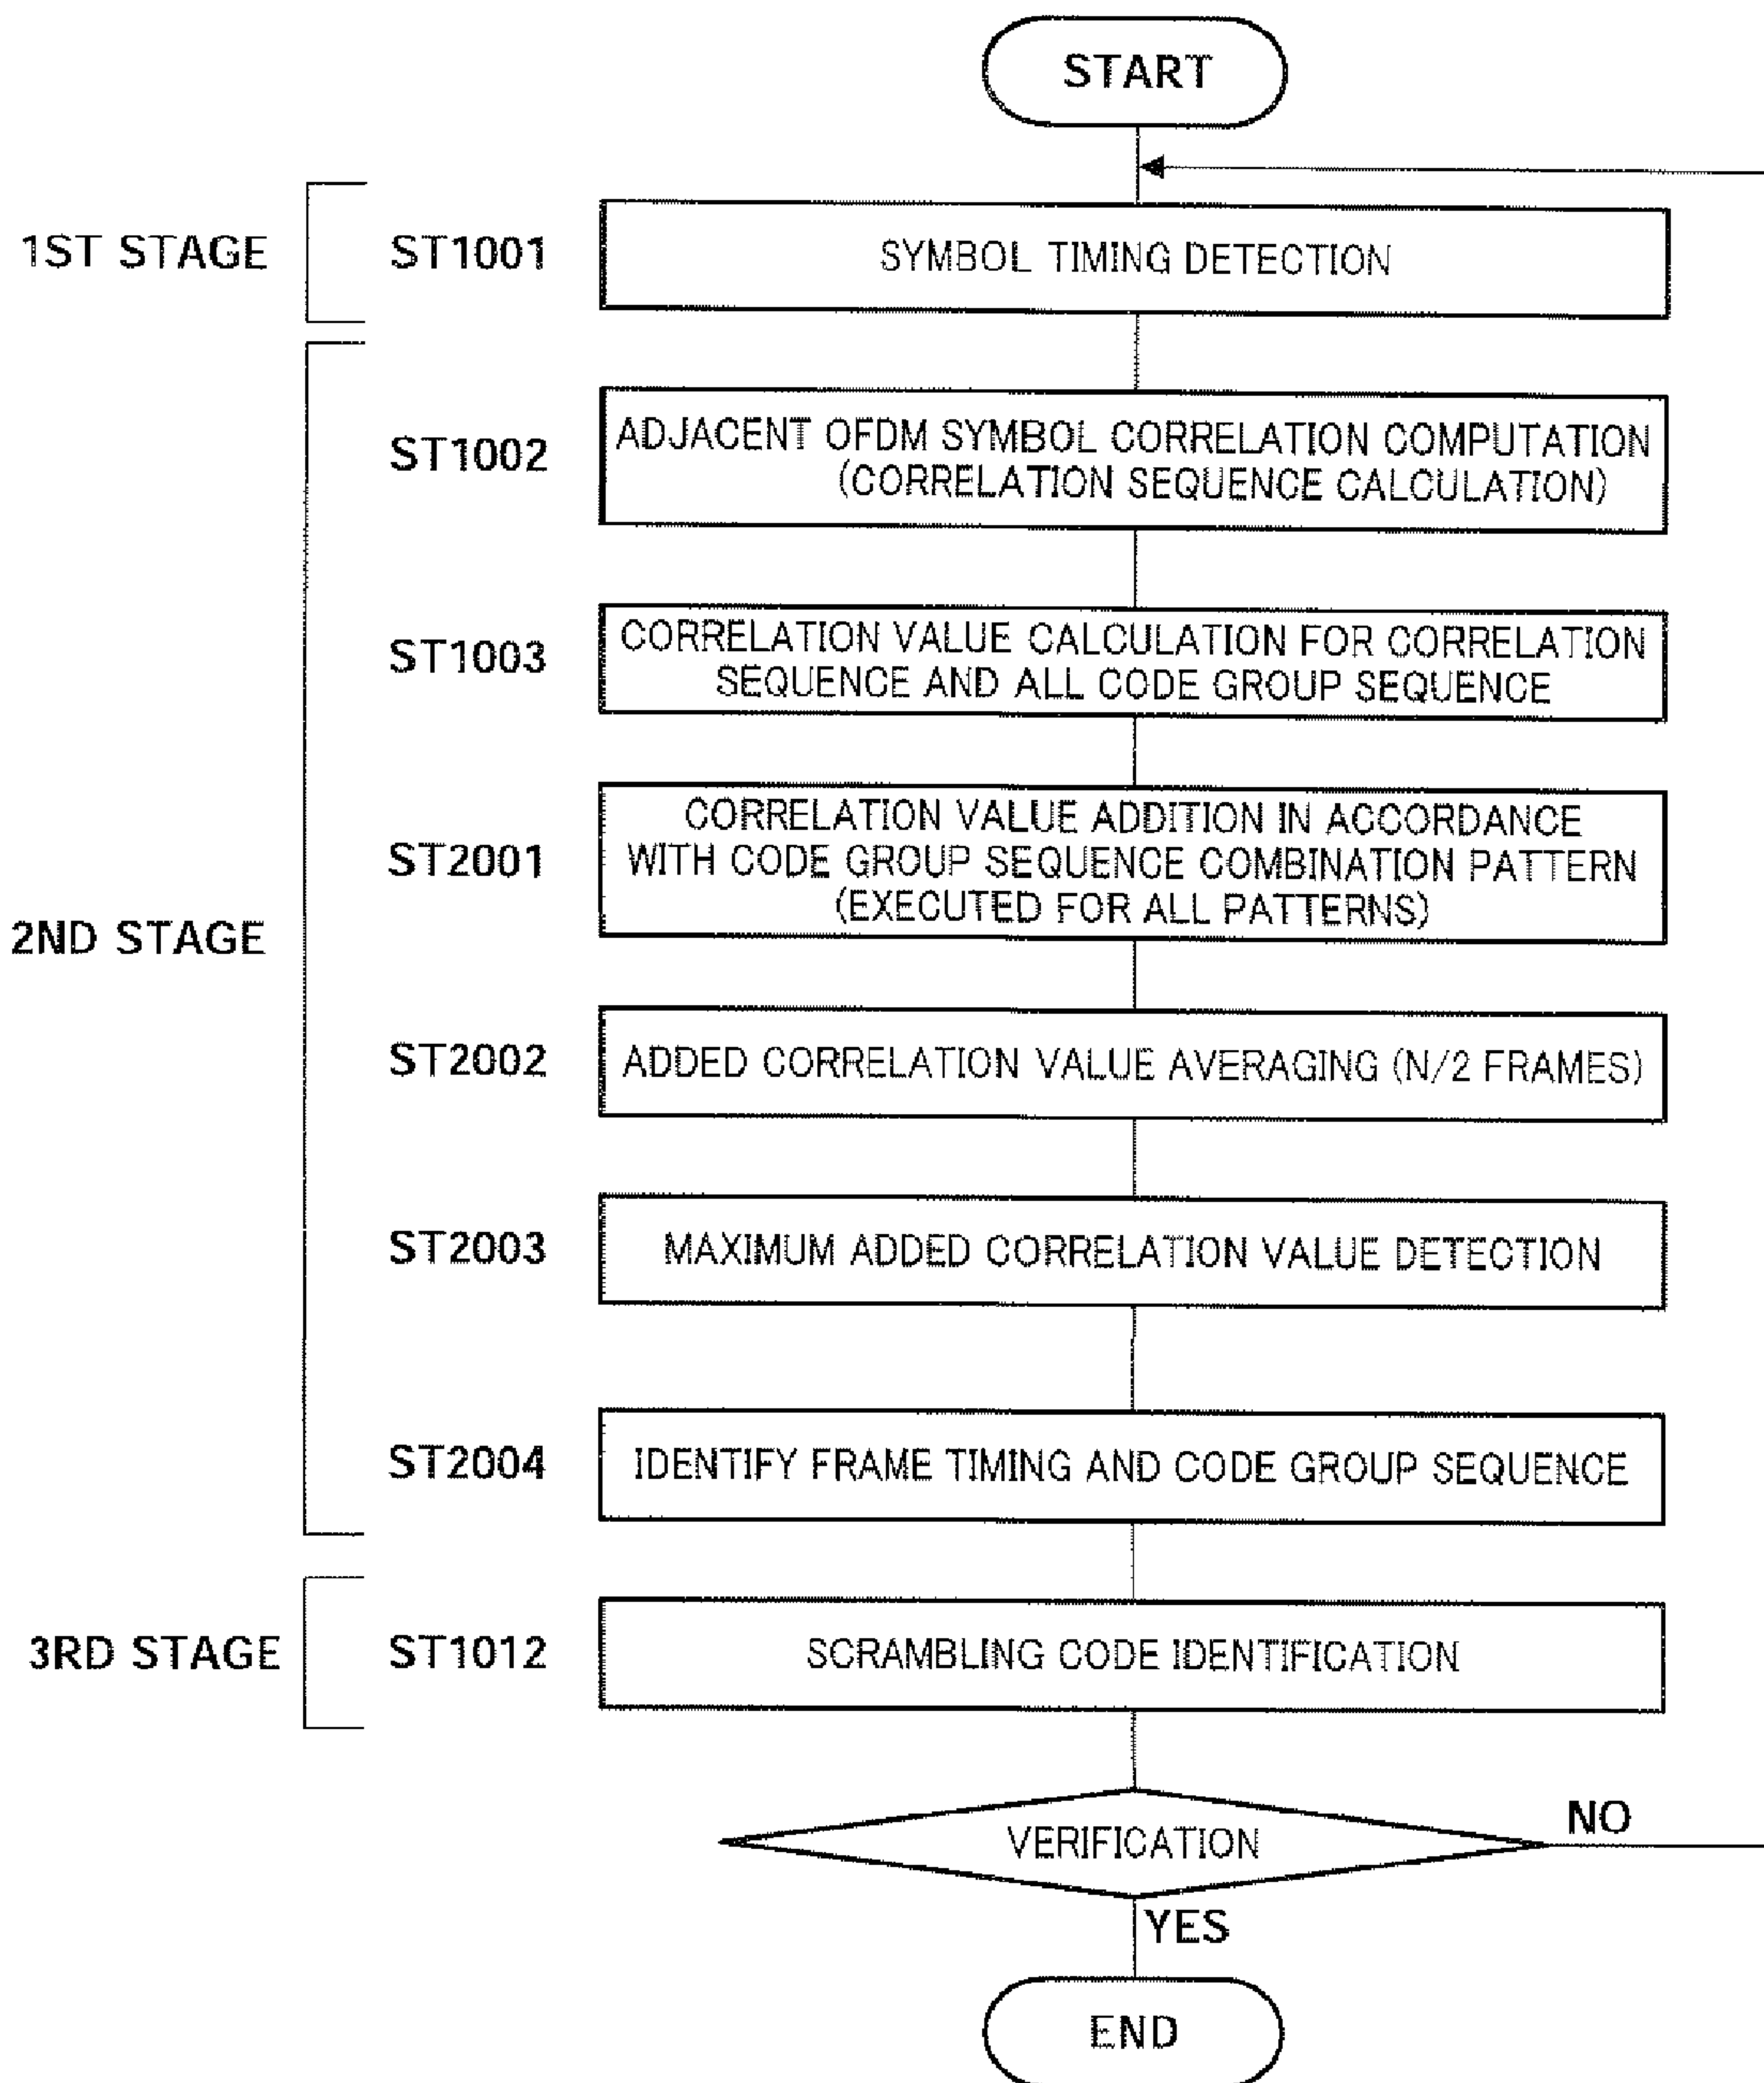 START
1ST STAGE
ST1001
SYMBOL TIMING DETECTION
2ND STAGE
ST1002
ADJACENT OFDM SYMBOL CORRELATION COMPUTATION
(CORRELATION SEQUENCE CALCULATION)
ST1003
CORRELATION VALUE CALCULATION FOR CORRELATION
SEQUENCE AND ALL CODE GROUP SEQUENCE
ST2001
CORRELATION VALUE ADDITION IN ACCORDANCE
WITH CODE GROUP SEQUENCE COMBINATION PATTERN
(EXECUTED FOR ALL PATTERNS)
ST2002
ADDED CORRELATION VALUE AVERAGING (N/2 FRAMES)
ST2003
MAXIMUM ADDED CORRELATION VALUE DETECTION
ST2004
IDENTIFY FRAME TIMING AND CODE GROUP SEQUENCE
3RD STAGE
ST1012
SCRAMBLING CODE IDENTIFICATION
VERIFICATION
NO
YES
END